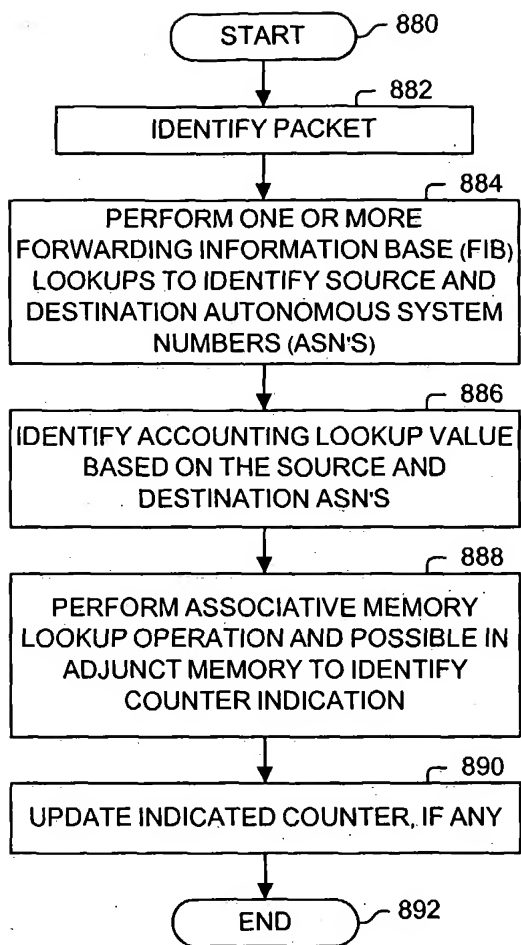 START
880
882
IDENTIFY PACKET
884
PERFORM ONE OR MORE
FORWARDING INFORMATION BASE (FIB)
LOOKUPS TO IDENTIFY SOURCE AND
DESTINATION AUTONOMOUS SYSTEM
NUMBERS (ASN'S)
886
IDENTIFY ACCOUNTING LOOKUP VALUE
BASED ON THE SOURCE AND
DESTINATION ASN'S
888
PERFORM ASSOCIATIVE MEMORY
LOOKUP OPERATION AND POSSIBLE IN
ADJUNCT MEMORY TO IDENTIFY
COUNTER INDICATION
890
UPDATE INDICATED COUNTER, IF ANY
END
892